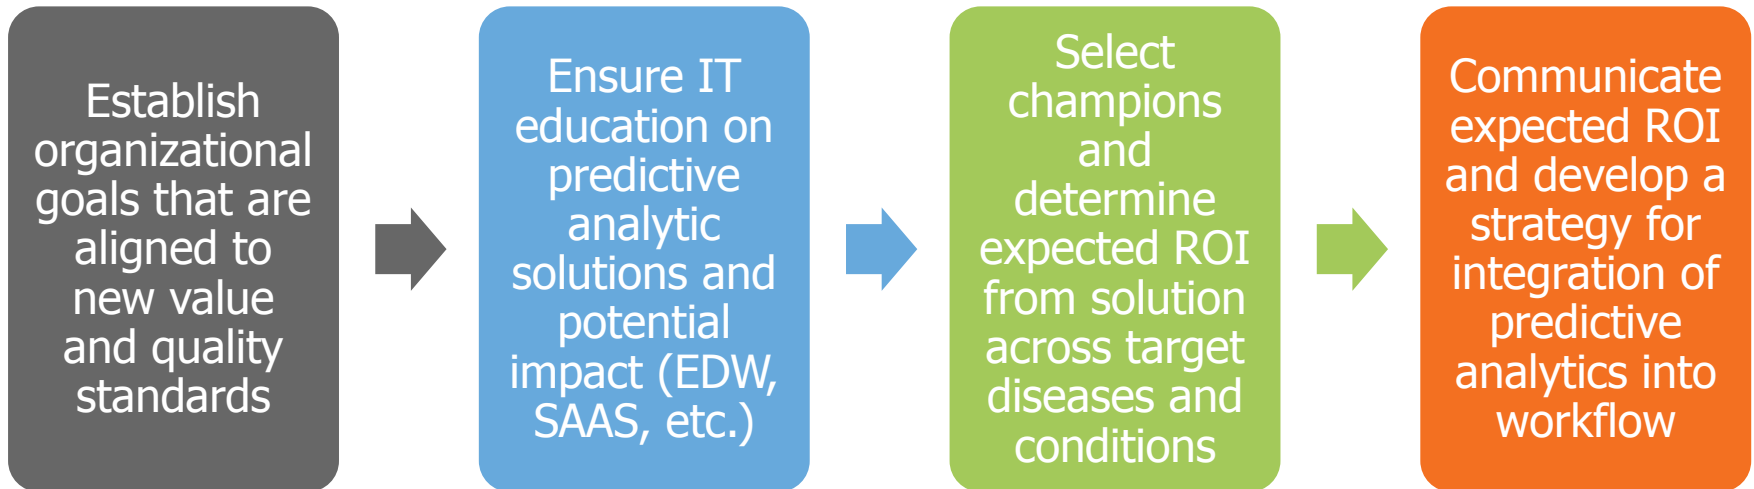 Establish
organizational
goals that are
aligned to
new value
and quality
standards
Ensure IT
education on
predictive
analytic
solutions and
potential
impact (EDW,
SAAS, etc.)
Select
champions
and
determine
expected ROI
from solution
across target
diseases and
conditions
Communicate
expected ROI
and develop a
strategy for
integration of
predictive
analytics into
workflow